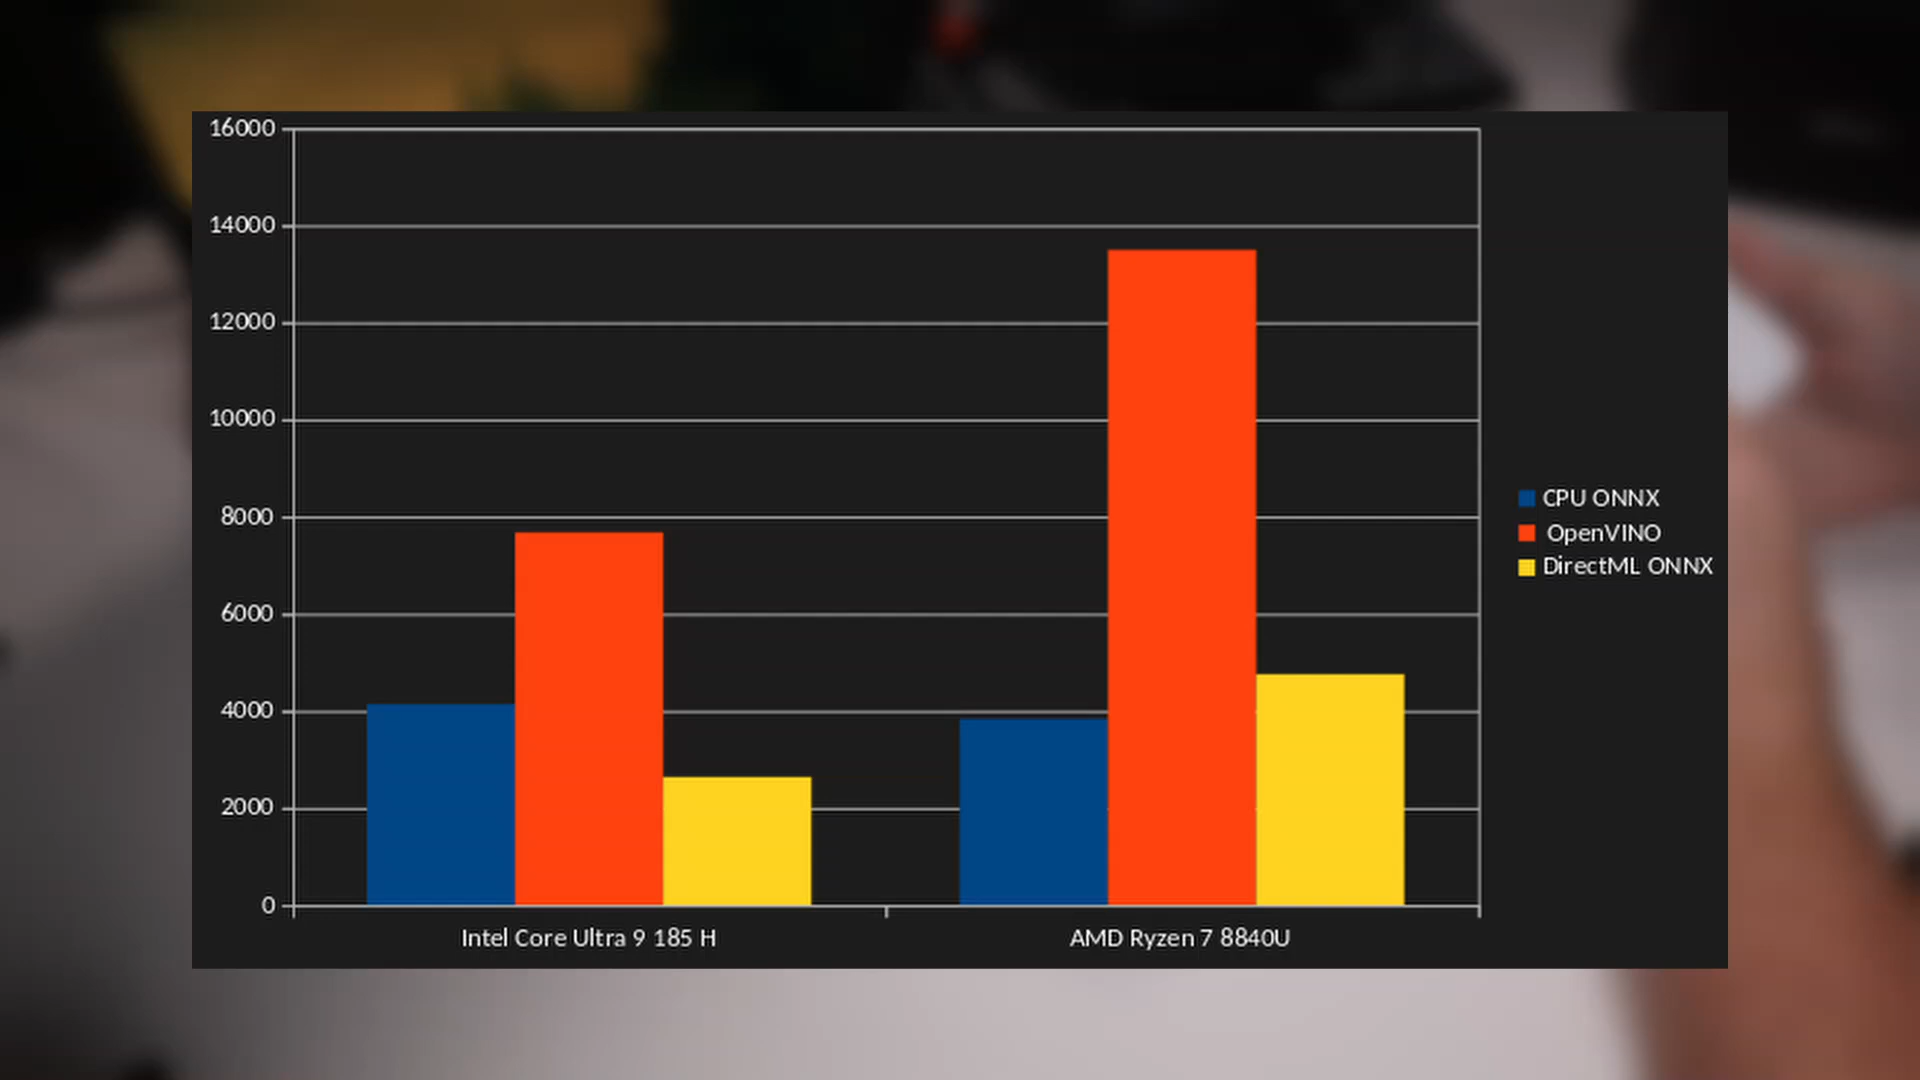 16000
14000
12000
10000
8000
6000
4000
2000
0
Intel Core Ultra 9 185 H
AMD Ryzen 7 8840U
CPU ONNX
OpenVINO
DirectML ONNX